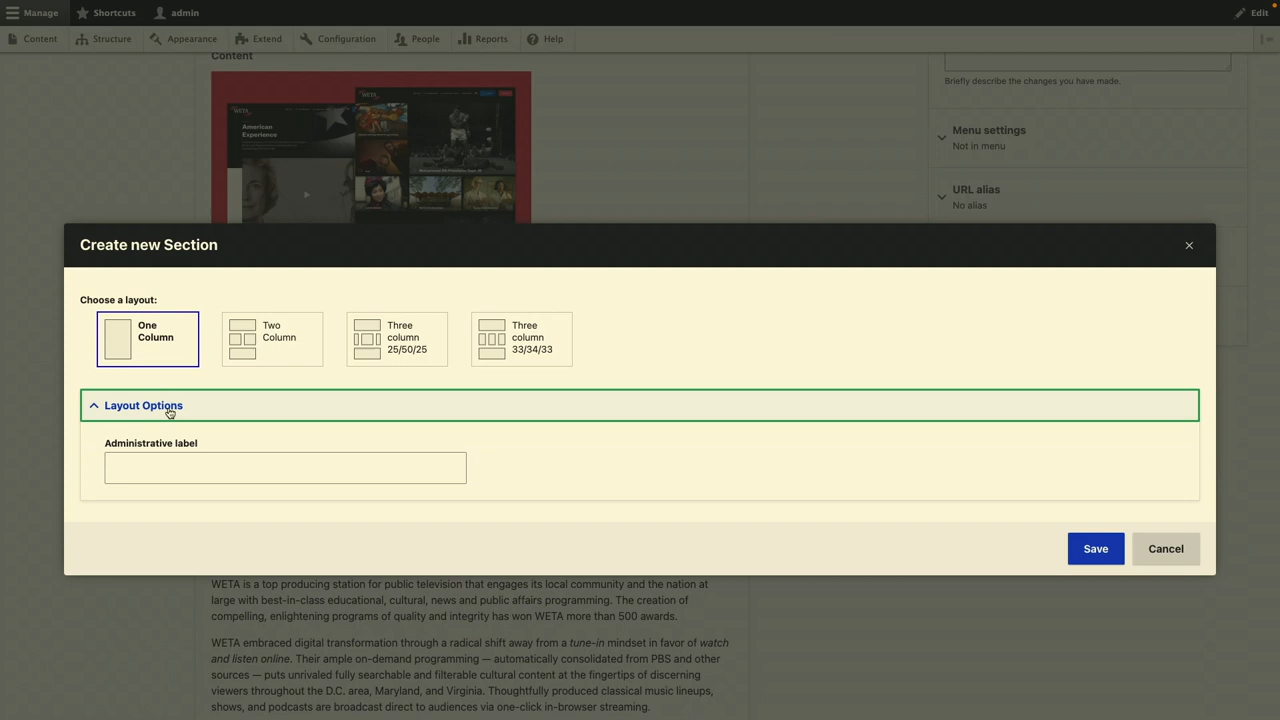 Manage
Shortcuts
admin
Edit
Content
Structure
Appearance
Extend
Configuration
People
Reports
Help
Content
WETA
American
Experience
WETA
Briefly describe the changes you have made.
Menu settings
Not in menu
URL alias
No alias
Create new Section
Choose a layout:
One
Column
Two
Column
Three
column
25/50/25
Three
column
33/34/33
Layout Options
Administrative label
Save
Cancel
WETA is a top producing station for public television that engages its local community and the nation at
large with best-in-class educational, cultural, news and public affairs programming. The creation of
compelling, enlightening programs of quality and integrity has won WETA more than 500 awards.
WETA embraced digital transformation through a radical shift away from a tune-in mindset in favor of watch
and listen online. Their ample on-demand programming — automatically consolidated from PBS and other
sources — puts unrivaled fully searchable and filterable cultural content at the fingertips of discerning
viewers throughout the D.C. area, Maryland, and Virginia. Thoughtfully produced classical music lineups,
shows, and podcasts are broadcast direct to audiences via one-click in-browser streaming.